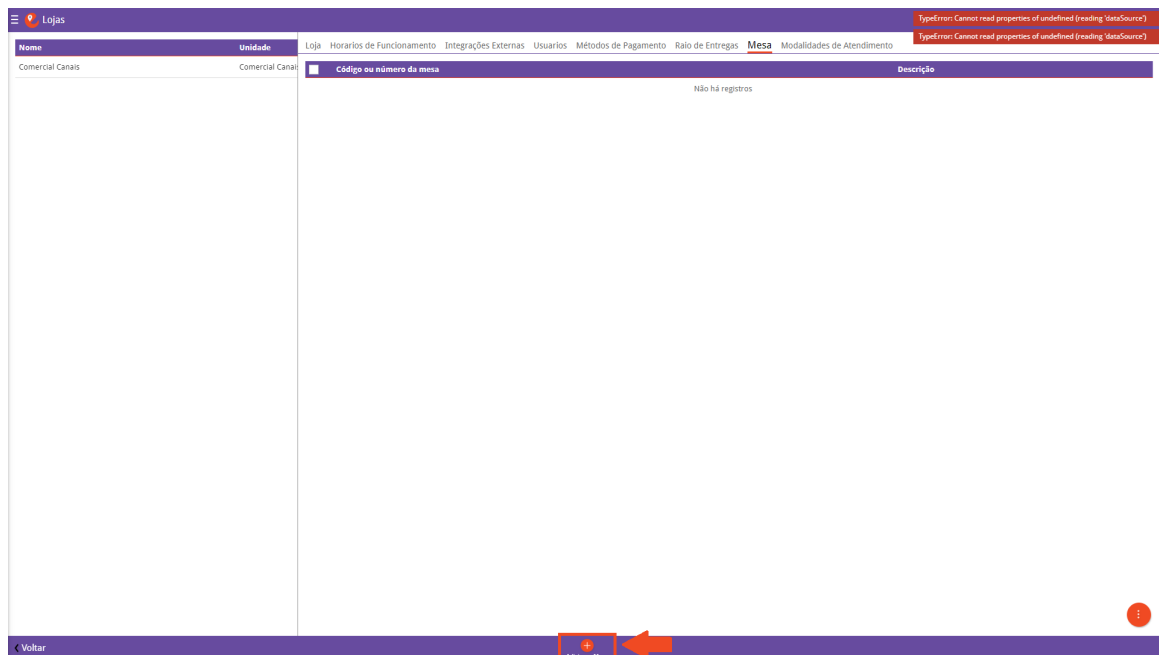 Lojas
TypeError: Cannot read properties of undefined (reading 'dataSource')
TypeError: Cannot read properties of undefined (reading 'dataSource')
Nome Unidade
Comercial Canais Comercial Canais
Loja Horarios de Funcionamento Integrações Externas Usuarios Métodos de Pagamento Raio de Entregas Mesa Modalidades de Atendimento
Código ou número da mesa Descrição
Não há registros
Voltar